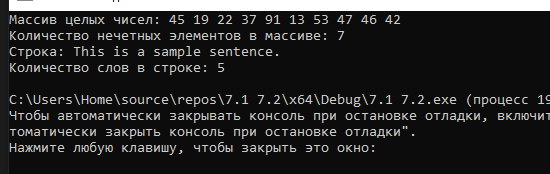 Массив целых чисел: 45 19 22 37 91 13 53 47 46 42
Количество нечетных элементов в массиве: 7
Строка: This is a sample sentence.
Количество слов в строке: 5
C:\Users\Home\source\repos\7.1 7.2\x64\Debug\7.1 7.2.exe (процесс 19
Чтобы автоматически закрывать консоль при остановке отладки, включит
томатически закрыть консоль при остановке отладки".
Нажмите любую клавишу, чтобы закрыть это окно: